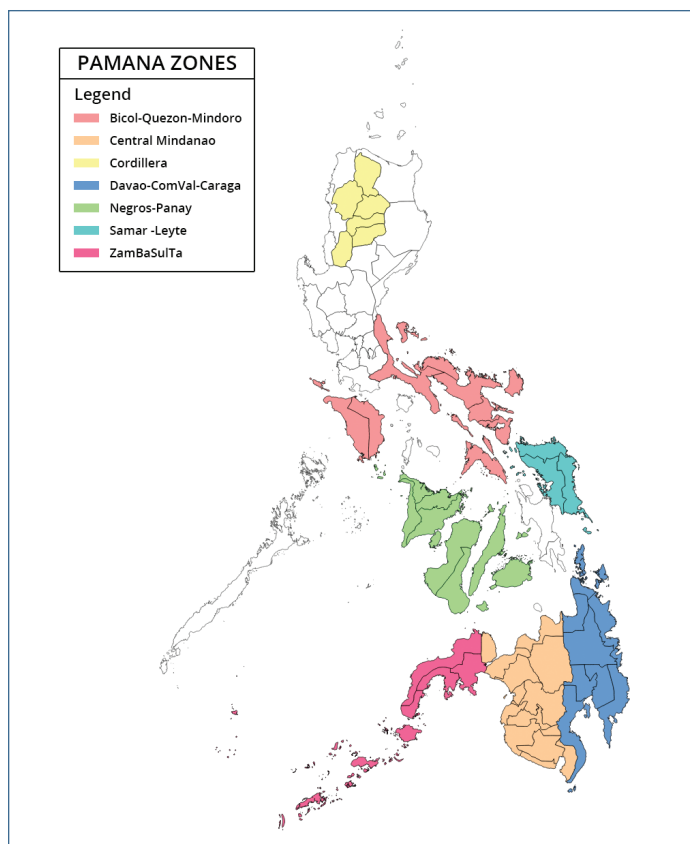 PAMANA ZONES
Legend
Bicol-Quezon-Mindoro
Central Mindanao
Cordillera
Davao-ComVal-Caraga
Negros-Panay
Samar -Leyte
ZamBaSulTa